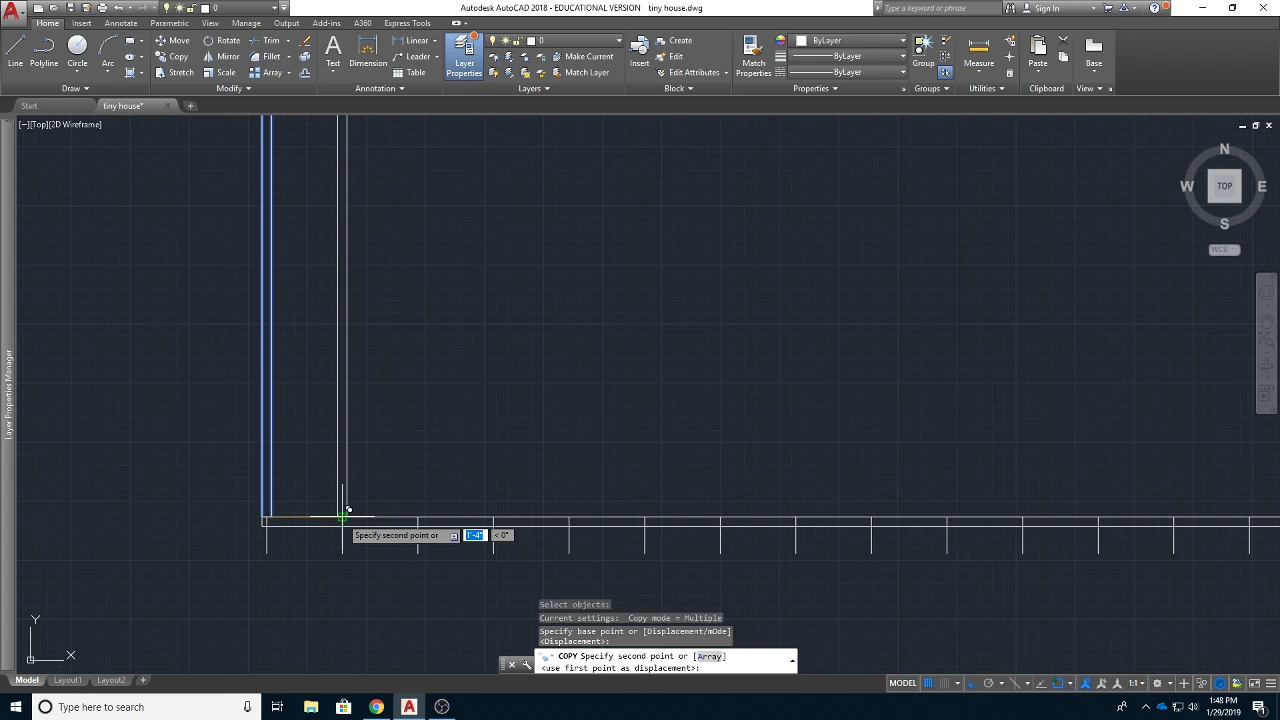 Autodesk AutoCAD 2018 - EDUCATIONAL VERSION    tiny house.dwg
Type a keyword or phrase
Sign In
Home Insert Annotate Parametric View Manage Output Add-ins A360 Express Tools
0
Line Polyline Circle Arc
Move Rotate Trim
Copy Mirror Fillet
Stretch Scale Array
Text Dimension
Linear
Leader
Table
Layer Properties
0
Make Current
Match Layer
Insert
Create
Edit
Edit Attributes
Match Properties
ByLayer
ByLayer
ByLayer
Group
Measure
Paste
Base
Draw Modify Annotation Layers Block Properties Groups Utilities Clipboard View
Start tiny house*
[−][Top][2D Wireframe]
N
W TOP E
S
WCS
Layer Properties Manager
Specify second point or 1'-4" < 0°
Y
X
Select objects:
Current settings:  Copy mode = Multiple
Specify base point or [Displacement/mOde]
<Displacement>:
COPY Specify second point or [Array]
<use first point as displacement>:
Model Layout1 Layout2
MODEL 1:1
Type here to search
1:48 PM
1/29/2019
1